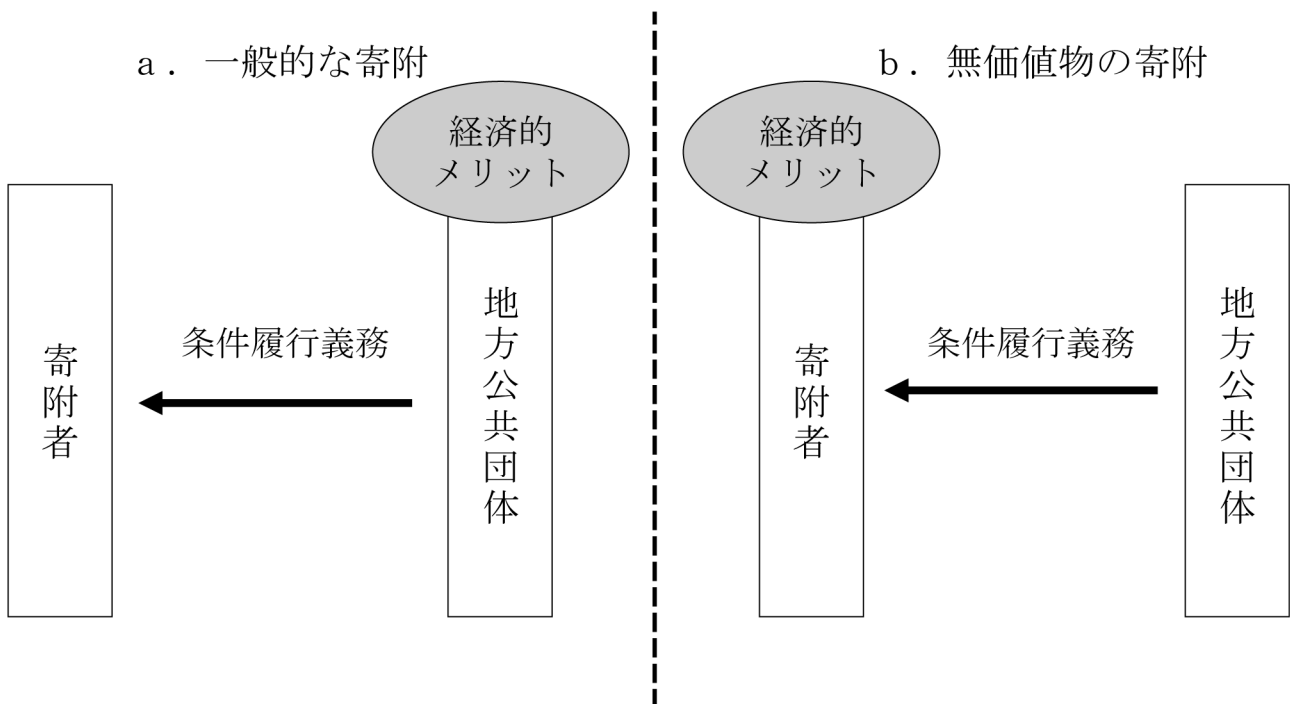 a．一般的な寄附
経済的
メリット
寄附者
条件履行義務
地方公共団体
b．無価値物の寄附
経済的
メリット
寄附者
条件履行義務
地方公共団体